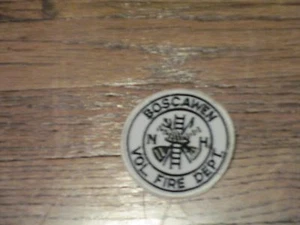 BOSCAWEN
N H
VOL. FIRE DEPT.